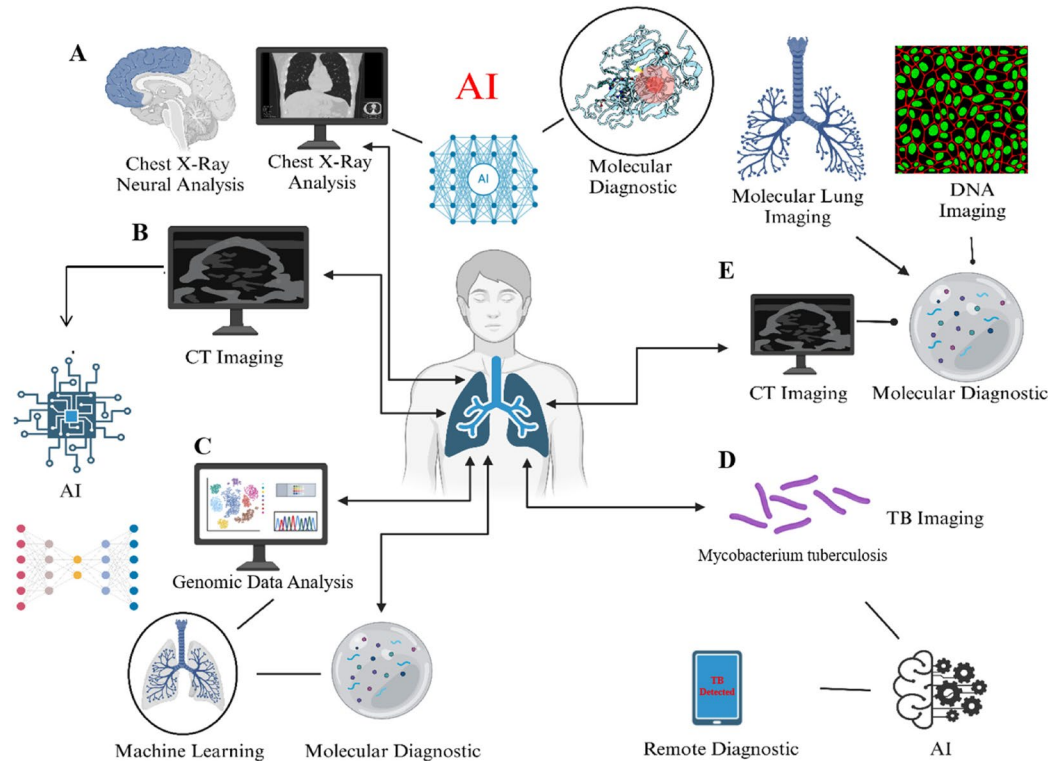 A
Chest X-Ray
Neural Analysis
Chest X-Ray
Analysis
AI
AI
Molecular
Diagnostic
Molecular Lung
Imaging
DNA
Imaging
B
CT Imaging
AI
E
CT Imaging
Molecular Diagnostic
C
Genomic Data Analysis
Machine Learning
Molecular Diagnostic
D
TB Imaging
Mycobacterium tuberculosis
TB
Detected
Remote Diagnostic
AI